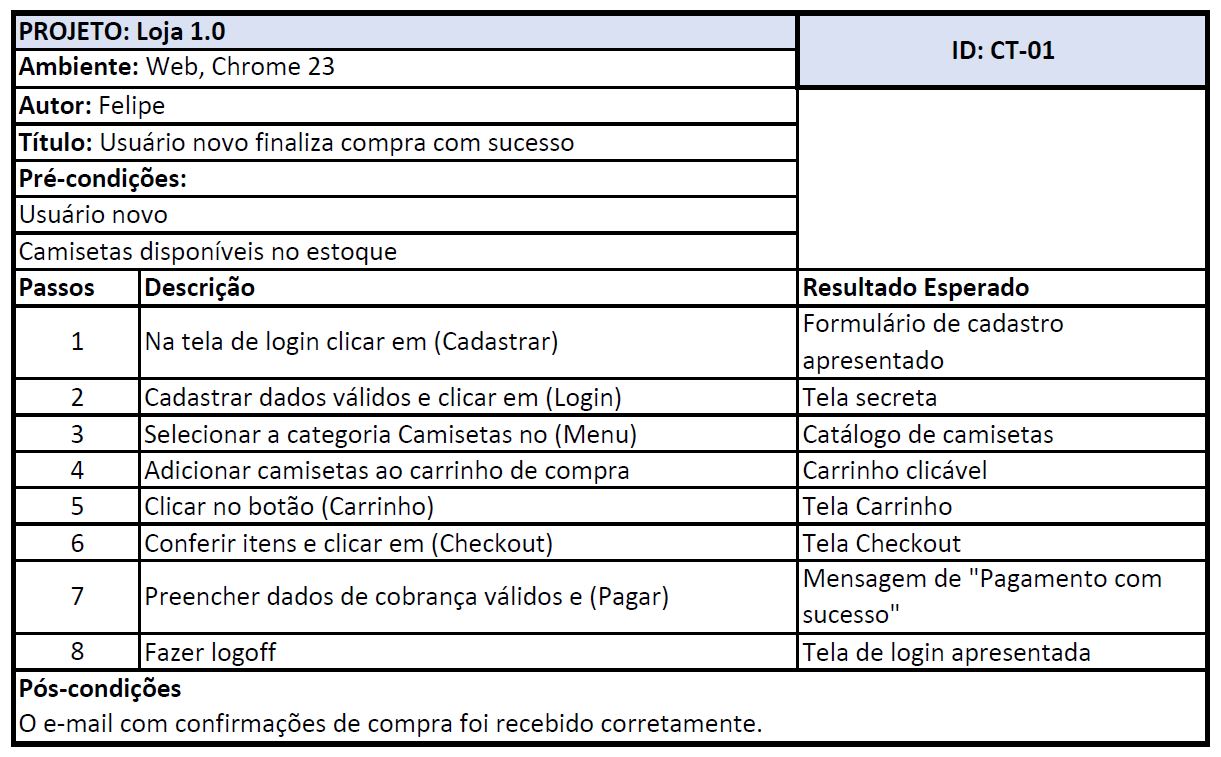 PROJETO: Loja 1.0
ID: CT-01
Ambiente: Web, Chrome 23
Autor: Felipe
Título: Usuário novo finaliza compra com sucesso
Pré-condições:
Usuário novo
Camisetas disponíveis no estoque
Passos Descrição Resultado Esperado
1 Na tela de login clicar em (Cadastrar) Formulário de cadastro
apresentado
2 Cadastrar dados válidos e clicar em (Login) Tela secreta
3 Selecionar a categoria Camisetas no (Menu) Catálogo de camisetas
4 Adicionar camisetas ao carrinho de compra Carrinho clicável
5 Clicar no botão (Carrinho) Tela Carrinho
6 Conferir itens e clicar em (Checkout) Tela Checkout
7 Preencher dados de cobrança válidos e (Pagar) Mensagem de "Pagamento com
sucesso"
8 Fazer logoff Tela de login apresentada
Pós-condições
O e-mail com confirmações de compra foi recebido corretamente.